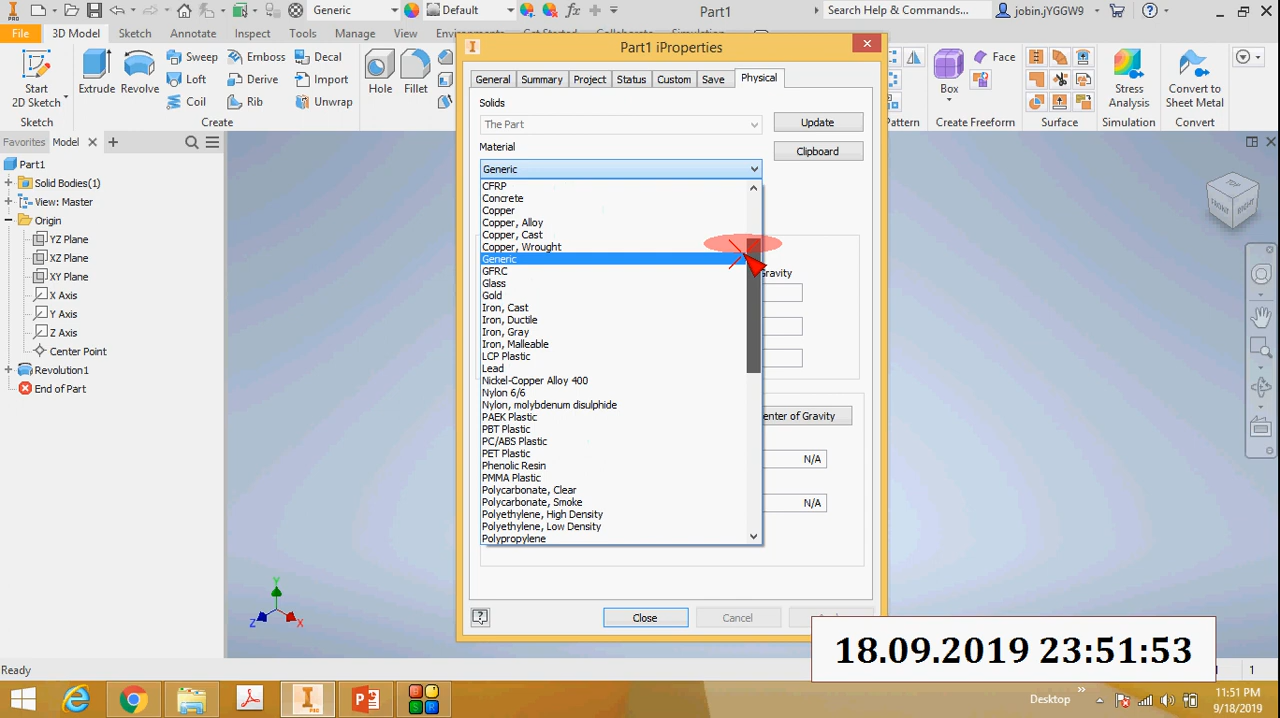 Generic
Default
Part1
Search Help & Commands...
jobin.jYGGW9
File
3D Model
Sketch
Annotate
Inspect
Tools
Manage
View
Start
2D Sketch
Extrude
Revolve
Sweep
Emboss
Decal
Loft
Derive
Import
Coil
Rib
Unwrap
Hole
Fillet
Box
Face
Stress
Analysis
Convert to
Sheet Metal
Sketch
Create
Pattern
Create Freeform
Surface
Simulation
Convert
Favorites
Model
Part1
Solid Bodies(1)
View: Master
Origin
YZ Plane
XZ Plane
XY Plane
X Axis
Y Axis
Z Axis
Center Point
Revolution1
End of Part
Part1 iProperties
General
Summary
Project
Status
Custom
Save
Physical
Solids
The Part
Update
Material
Clipboard
Generic
CFRP
Concrete
Copper
Copper, Alloy
Copper, Cast
Copper, Wrought
Generic
GFRC
Glass
Gold
Iron, Cast
Iron, Ductile
Iron, Gray
Iron, Malleable
LCP Plastic
Lead
Nickel-Copper Alloy 400
Nylon 6/6
Nylon, molybdenum disulphide
PAEK Plastic
PBT Plastic
PC/ABS Plastic
PET Plastic
Phenolic Resin
PMMA Plastic
Polycarbonate, Clear
Polycarbonate, Smoke
Polyethylene, High Density
Polyethylene, Low Density
Polypropylene
Gravity
enter of Gravity
N/A
N/A
Close
Cancel
TOP
FRONT
RIGHT
Y
Z
X
18.09.2019 23:51:53
Ready
1
Desktop
11:51 PM
9/18/2019